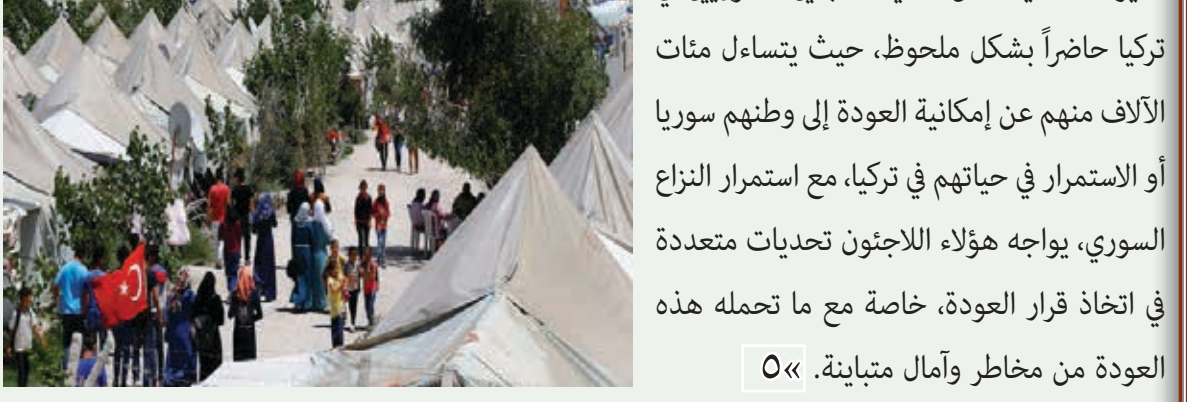 تركيا حاضراً بشكل ملحوظ، حيث يتساءل مئات
الآلاف منهم عن إمكانية العودة إلى وطنهم سوريا
أو الاستمرار في حياتهم في تركيا، مع استمرار النزاع
السوري، يواجه هؤلاء اللاجئون تحديات متعددة
في اتخاذ قرار العودة، خاصة مع ما تحمله هذه
العودة من مخاطر وآمال متباينة. »٥